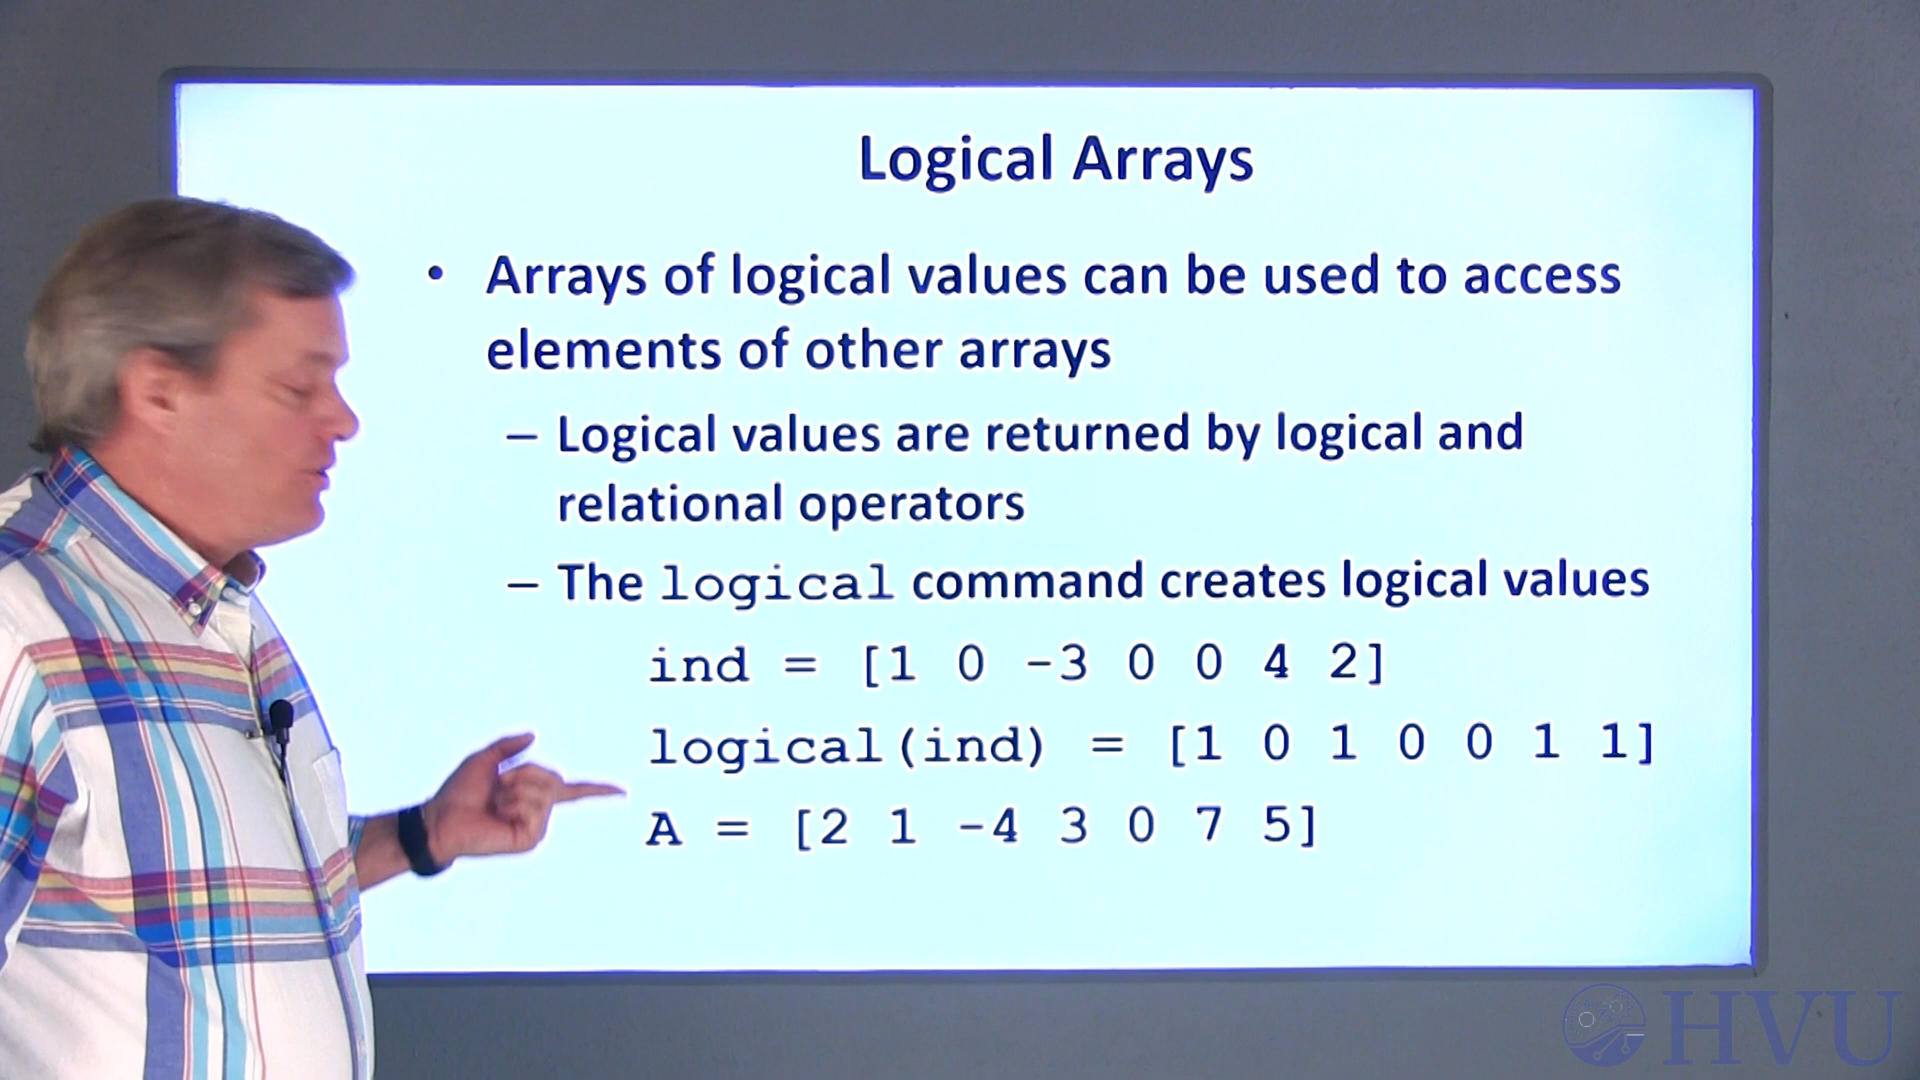 Logical Arrays
• Arrays of logical values can be used to access
elements of other arrays
– Logical values are returned by logical and
relational operators
– The logical command creates logical values
ind = [1 0 -3 0 0 4 2]
logical(ind) = [1 0 1 0 0 1 1]
A = [2 1 -4 3 0 7 5]
HVU